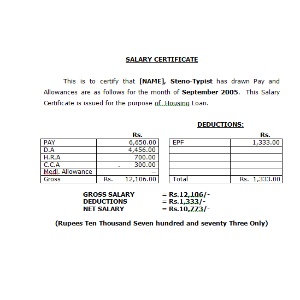 SALARY CERTIFICATE
This is to certify that [NAME], Steno-Typist has drawn Pay and
Allowances are as follows for the month of September 2005. This Salary
Certificate is issued for the purpose of Housing Loan.
DEDUCTIONS:
Rs. Rs.
PAY 6,650.00 EPF 1,333.00
D.A 4,456.00
H.R.A 700.00
C.C.A . 300.00
Medl. Allowance
Gross Rs. 12,106.00 Total Rs. 1,333.00
GROSS SALARY = Rs.12,106/-
DEDUCTIONS = Rs.1,333/-
NET SALARY = Rs.10,773/-
(Rupees Ten Thousand Seven hundred and seventy Three Only)